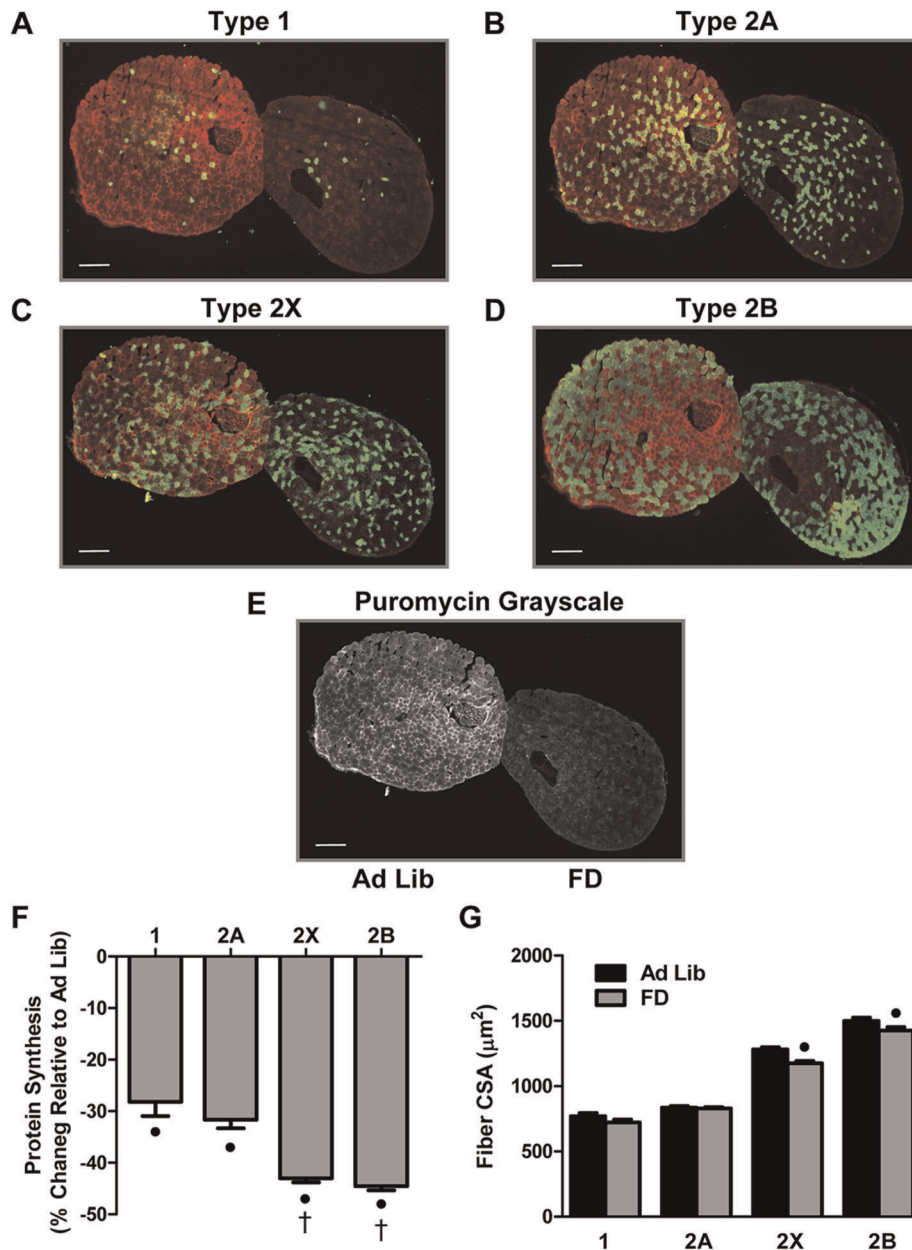 A Type 1
B Type 2A
C Type 2X
D Type 2B
E Puromycin Grayscale
Ad Lib FD
F
1 2A 2X 2B
Protein Synthesis
(% Chaneg Relative to Ad Lib)
0
-10
-20
-30
-40
-50
† †
G
Ad Lib
FD
Fiber CSA (μm²)
2000
1500
1000
500
0
1 2A 2X 2B